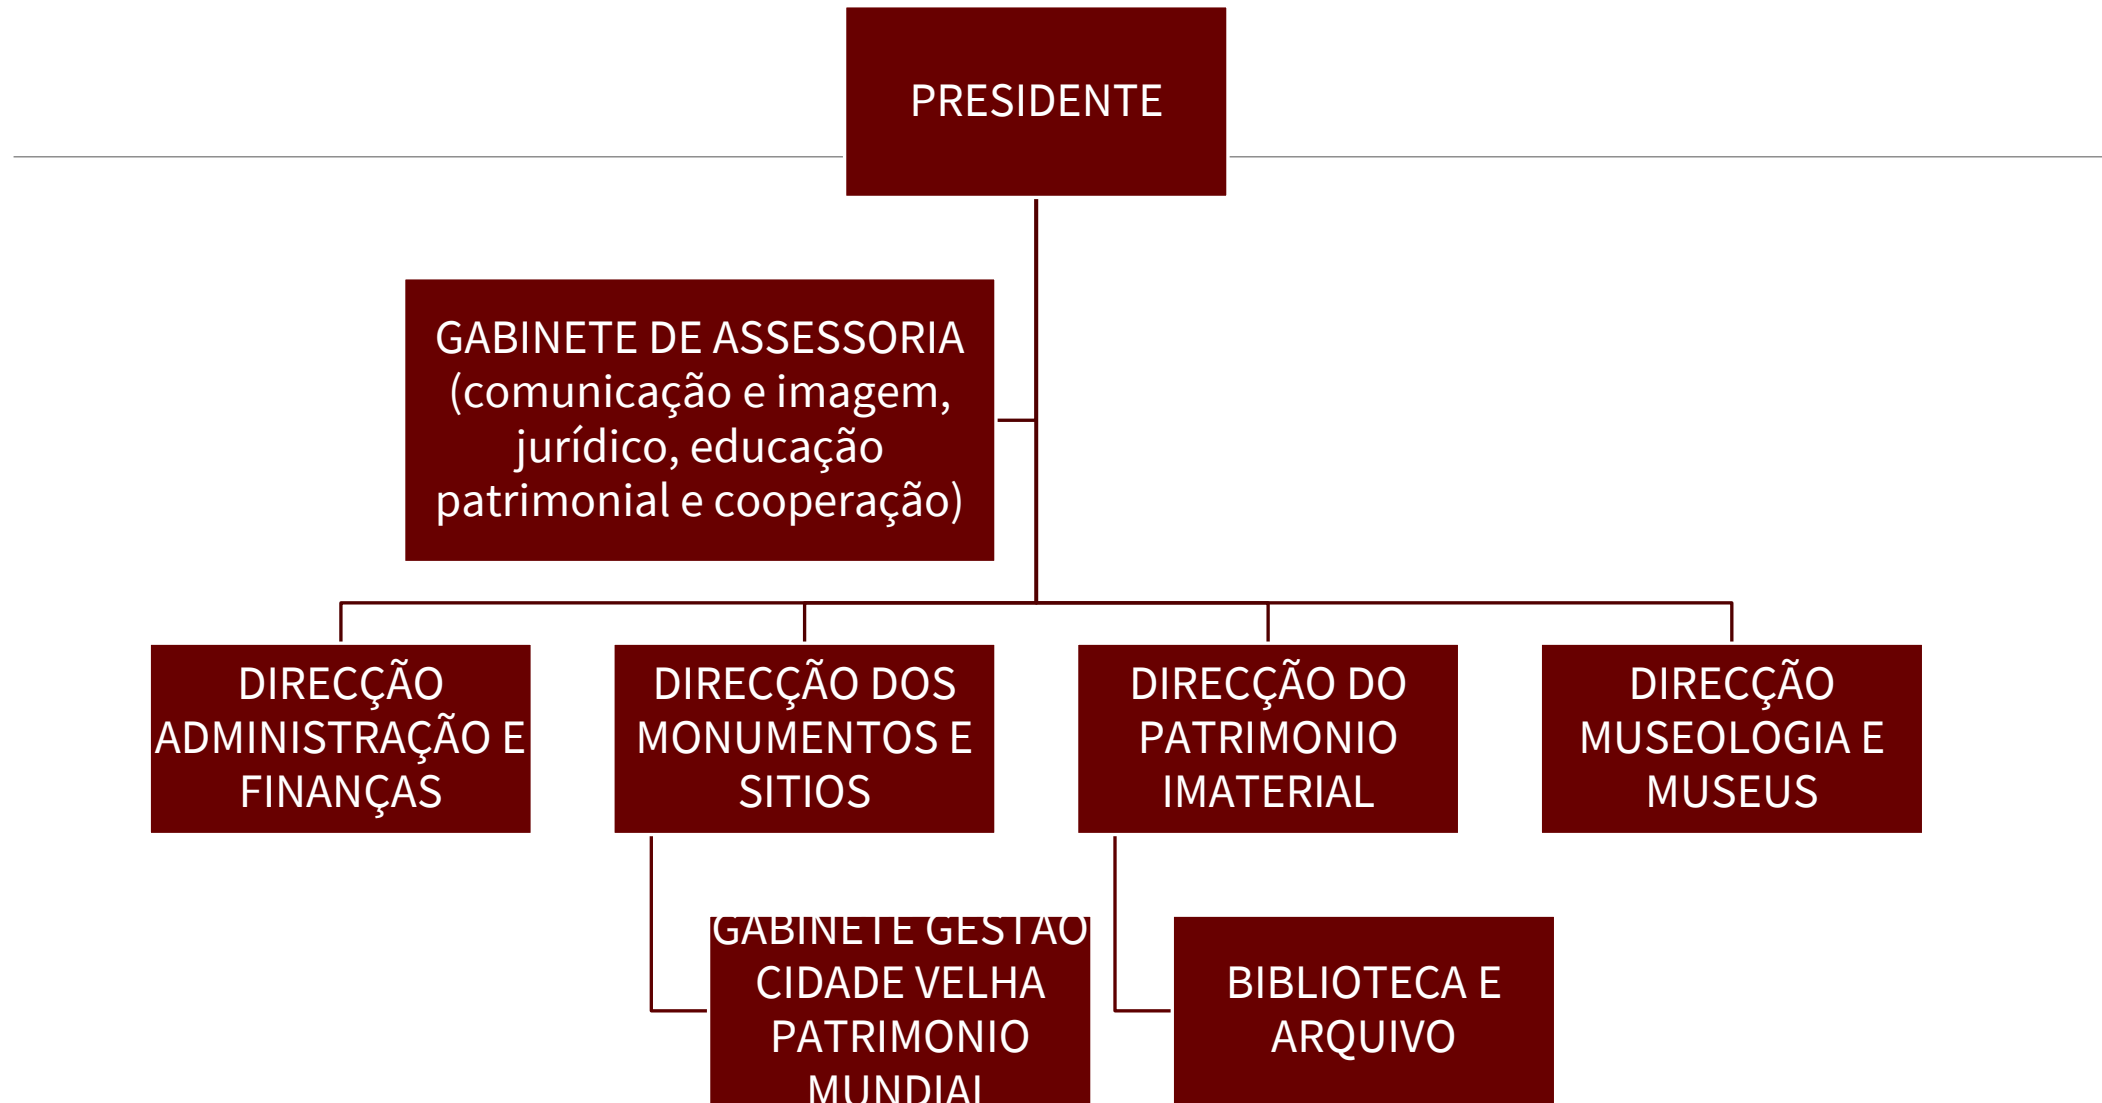 PRESIDENTE
GABINETE DE ASSESSORIA
(comunicação e imagem,
jurídico, educação
patrimonial e cooperação)
DIRECÇÃO
ADMINISTRAÇÃO E
FINANÇAS
DIRECÇÃO DOS
MONUMENTOS E
SITIOS
DIRECÇÃO DO
PATRIMONIO
IMATERIAL
DIRECÇÃO
MUSEOLOGIA E
MUSEUS
GABINETE GESTÃO
CIDADE VELHA
PATRIMONIO
MUNDIAL
BIBLIOTECA E
ARQUIVO